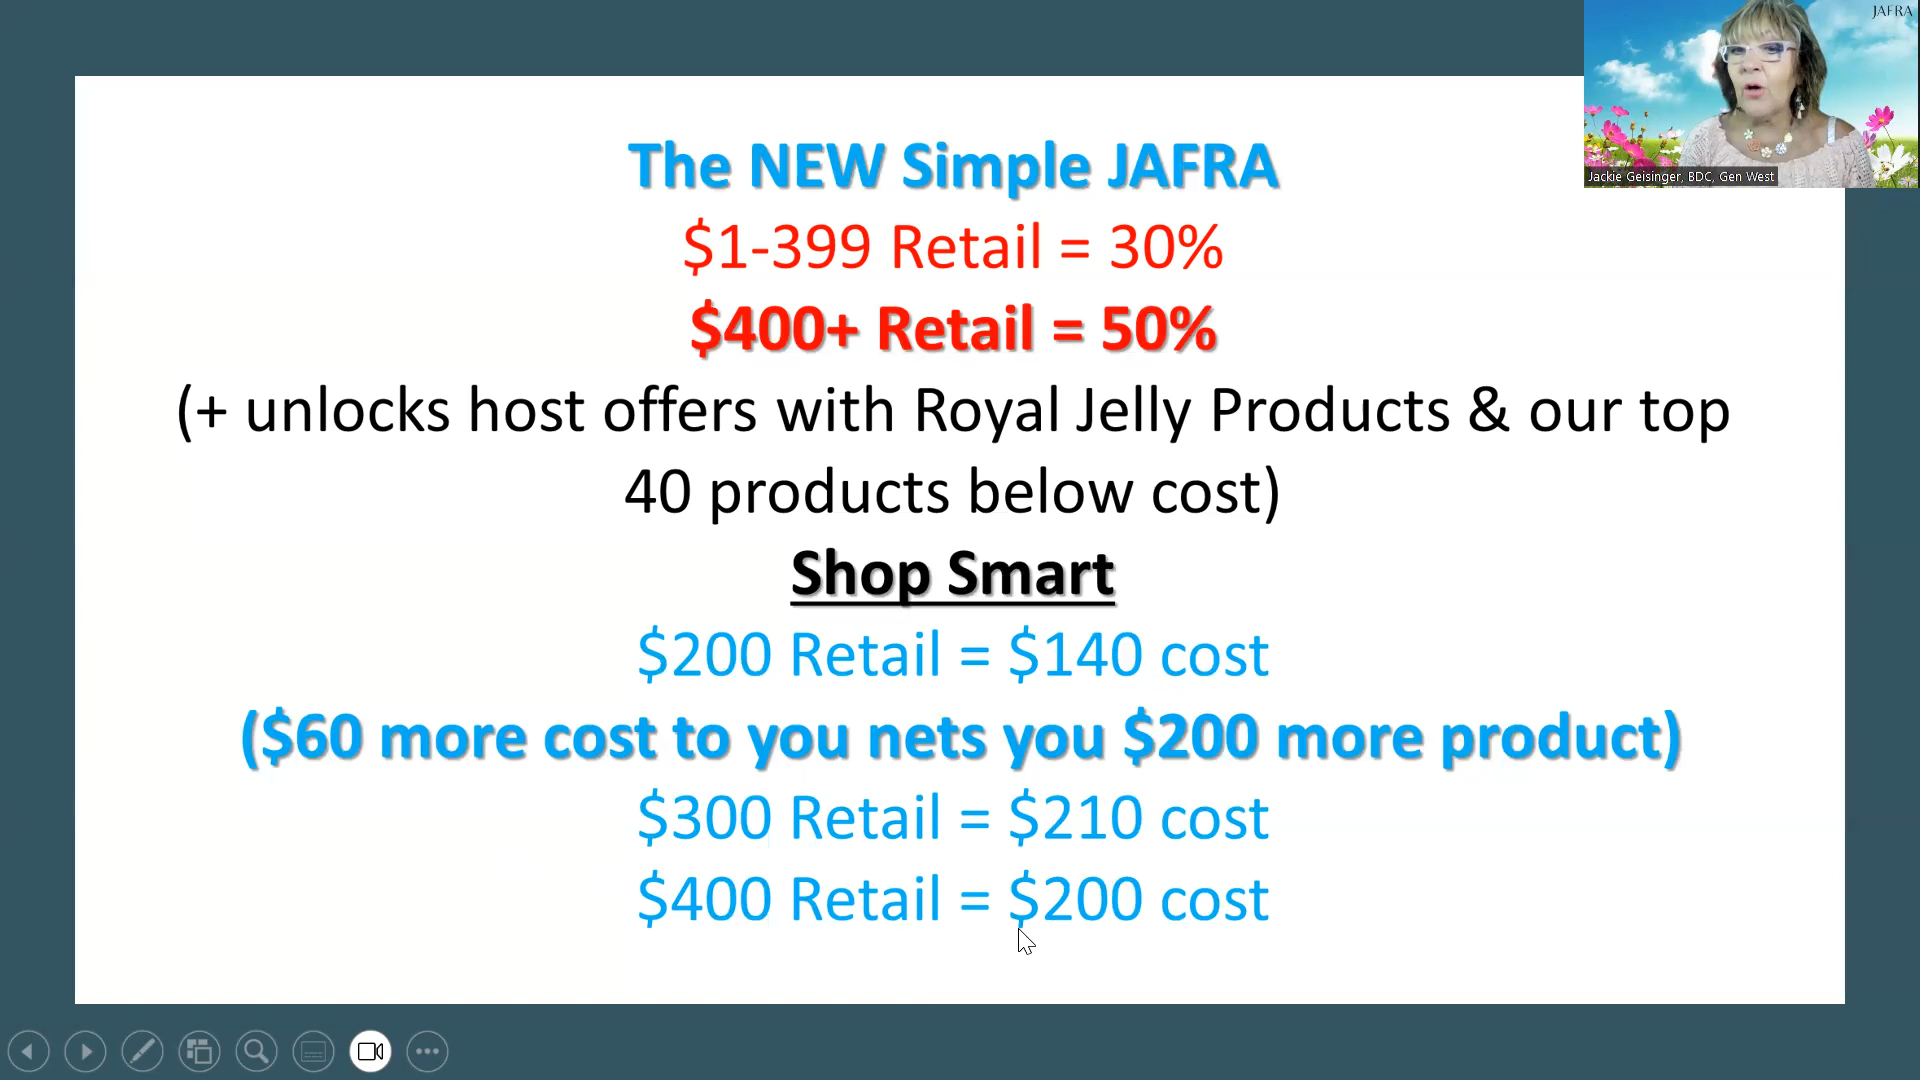 JAFRA
Jackie Geisinger, BDC, Gen West
The NEW Simple JAFRA
$1-399 Retail = 30%
$400+ Retail = 50%
(+ unlocks host offers with Royal Jelly Products & our top
40 products below cost)
Shop Smart
$200 Retail = $140 cost
($60 more cost to you nets you $200 more product)
$300 Retail = $210 cost
$400 Retail = $200 cost